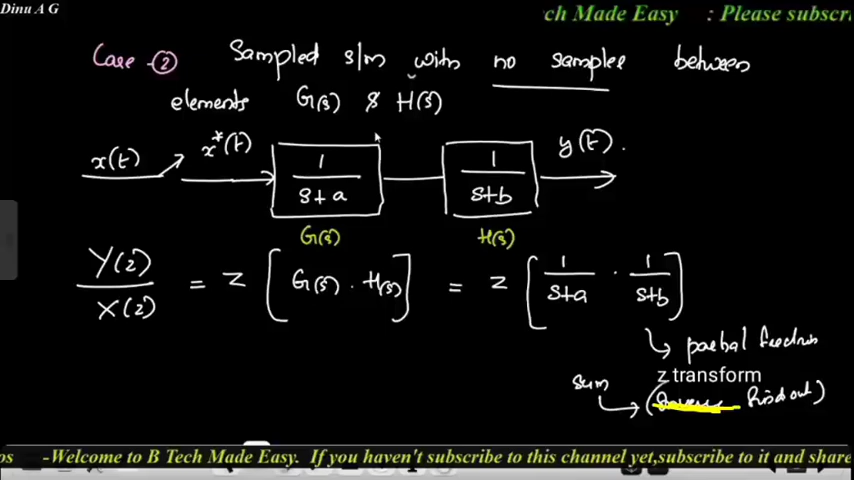 Dinu A G
ch Made Easy : Please subscri
Case -② Sampled s/m with no sampler between
elements G(s) & H(s)
x(t) x*(t) 1 1 y(t).
s+a s+b
G(s) H(s)
Y(z) = Z [ G(s) . H(s) ] = Z [ 1 . 1 ]
X(z) s+a s+b
partial
z transform
sum
( find out )
os -Welcome to B Tech Made Easy. If you haven't subscribe to this channel yet,subscribe to it and share